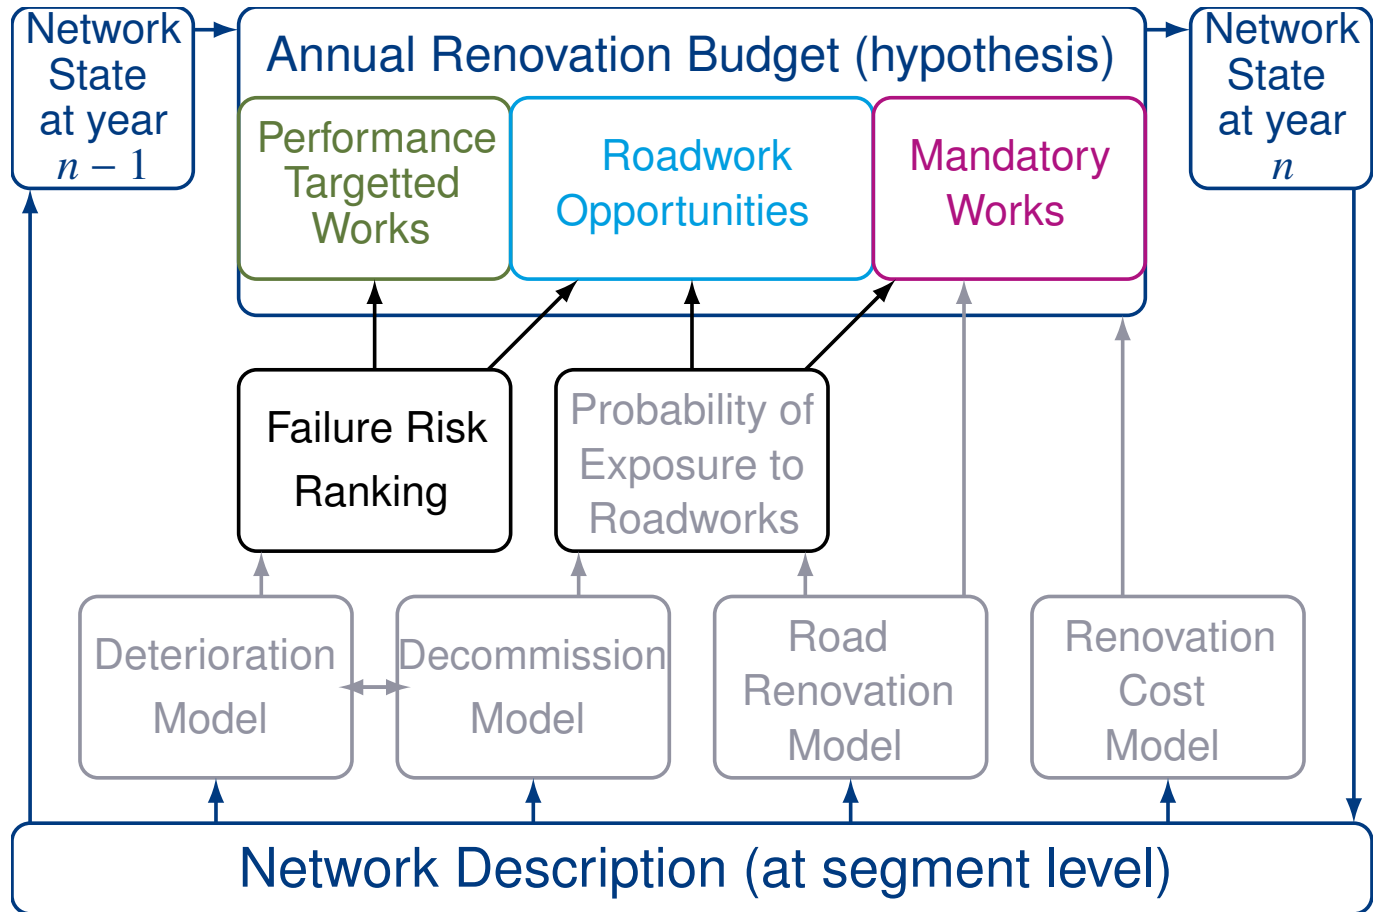 Network
State
at year
n − 1
Annual Renovation Budget (hypothesis)
Network
State
at year
n
Performance
Targetted
Works
Roadwork
Opportunities
Mandatory
Works
Failure Risk
Ranking
Probability of
Exposure to
Roadworks
Deterioration
Model
Decommission
Model
Road
Renovation
Model
Renovation
Cost
Model
Network Description (at segment level)